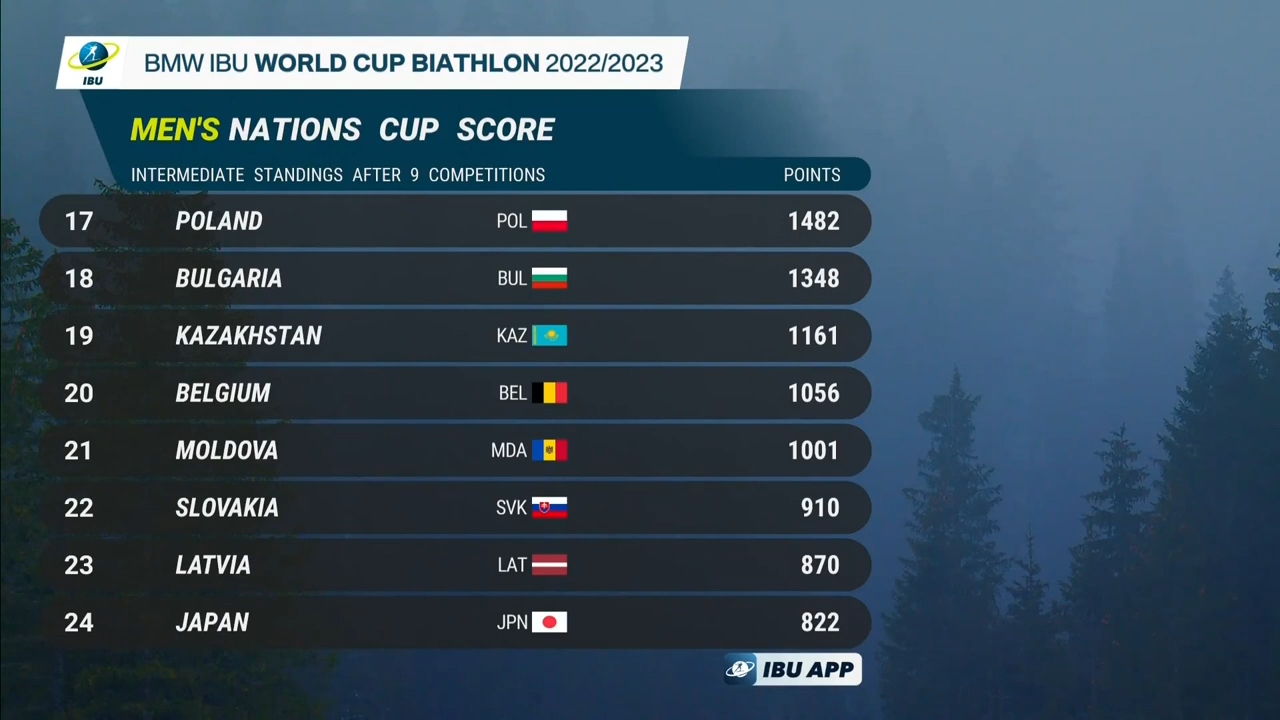 IBU
BMW IBU WORLD CUP BIATHLON 2022/2023
MEN'S NATIONS CUP SCORE
INTERMEDIATE STANDINGS AFTER 9 COMPETITIONS POINTS
17 POLAND POL 1482
18 BULGARIA BUL 1348
19 KAZAKHSTAN KAZ 1161
20 BELGIUM BEL 1056
21 MOLDOVA MDA 1001
22 SLOVAKIA SVK 910
23 LATVIA LAT 870
24 JAPAN JPN 822
IBU APP